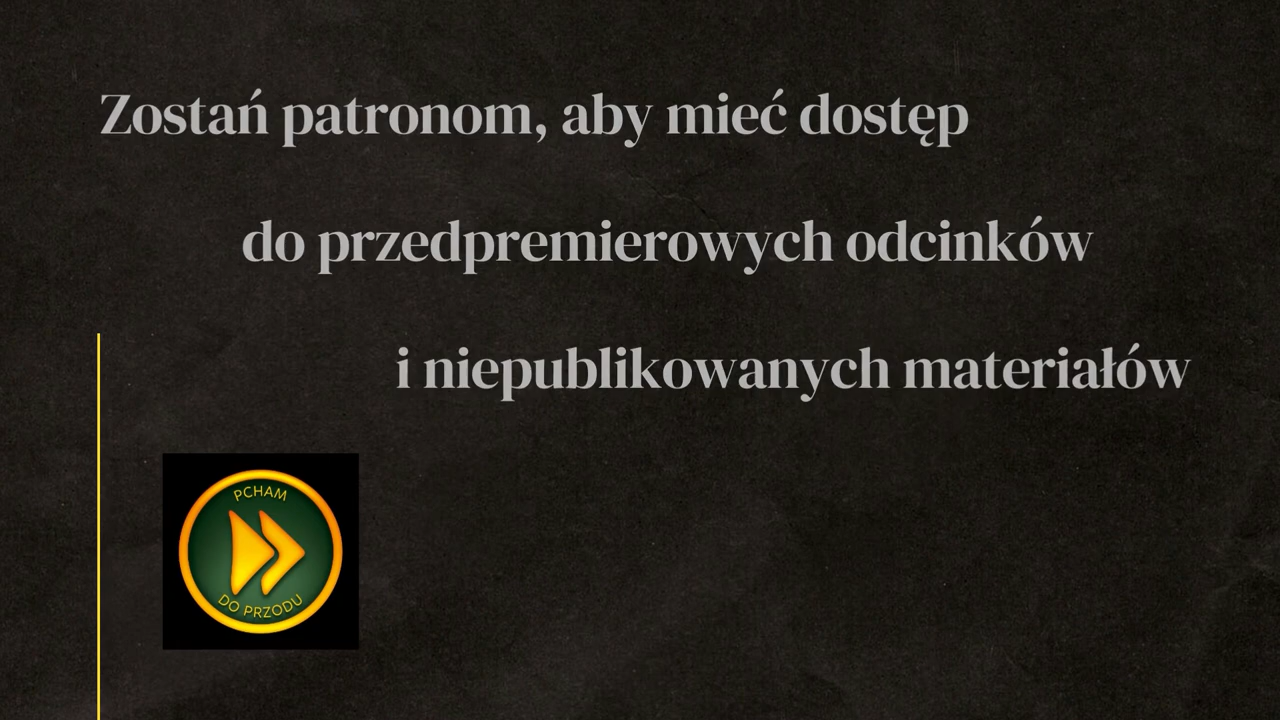 Zostań patronom, aby mieć dostęp
do przedpremierowych odcinków
i niepublikowanych materiałów
PCHAM
DO PRZODU